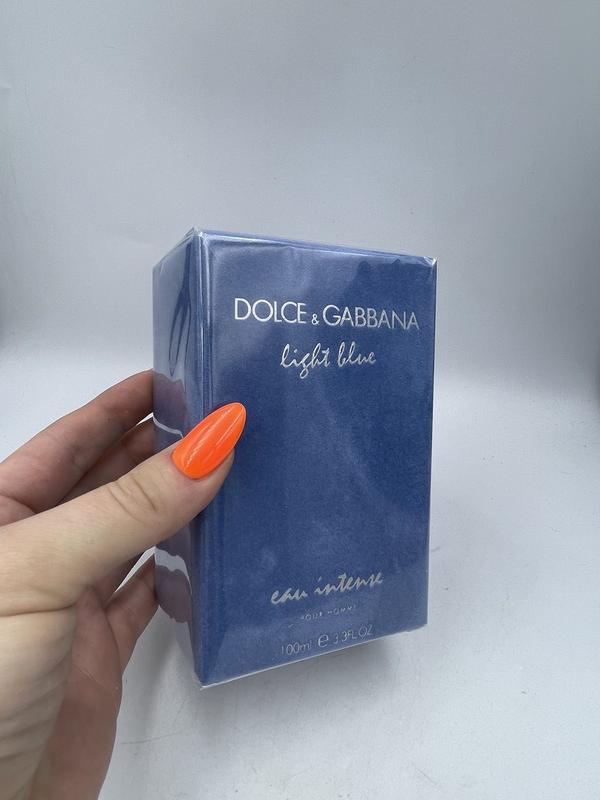 DOLCE & GABBANA
light blue
eau intense
POUR HOMME
100ml e 3.3FL.OZ.